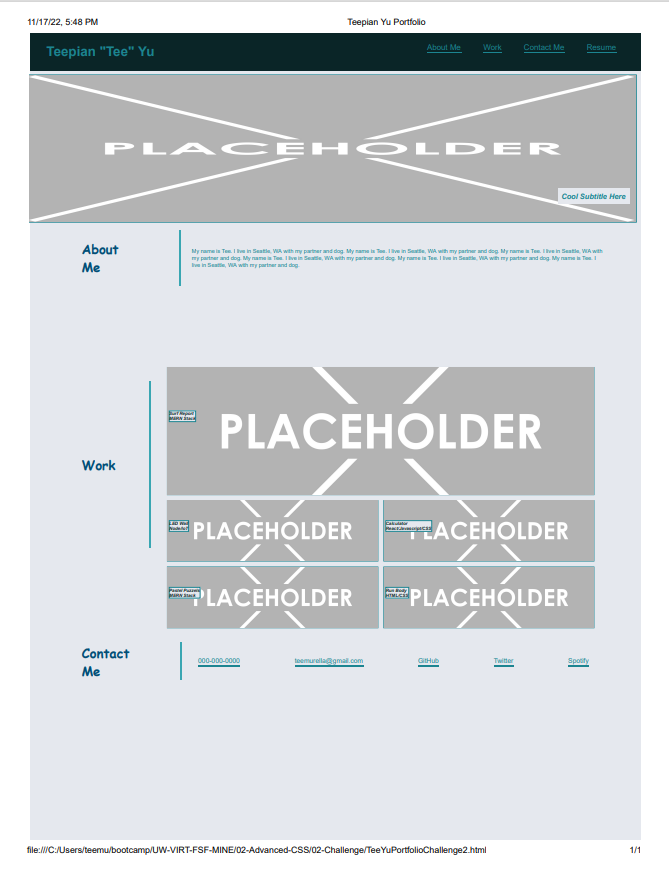 11/17/22, 5:48 PM
Teepian Yu Portfolio
Teepian "Tee" Yu
About Me
Work
Contact Me
Resume
PLACEHOLDER
Cool Subtitle Here
About
Me
My name is Tee. I live in Seattle, WA with my partner and dog. My name is Tee. I live in Seattle, WA with my partner and dog. My name is Tee. I live in Seattle, WA with
my partner and dog. My name is Tee. I live in Seattle, WA with my partner and dog. My name is Tee. I live in Seattle, WA with my partner and dog. My name is Tee. I
live in Seattle, WA with my partner and dog.
Work
Surf Report
MERN Stack
PLACEHOLDER
LED Wall
PLACEHOLDER
Calculator
React/Javascript/CSS
PLACEHOLDER
Pastel Puzzels
MERN Stack
PLACEHOLDER
Run Body
HTML/CSS
PLACEHOLDER
Contact
Me
000-000-0000
teemurella@gmail.com
GitHub
Twitter
Spotify
file:///C:/Users/teemu/bootcamp/UW-VIRT-FSF-MINE/02-Advanced-CSS/02-Challenge/TeeYuPortfolioChallenge2.html
1/1